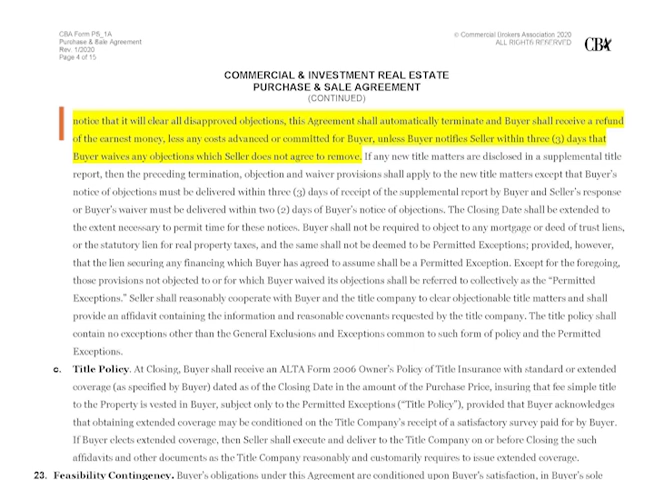 CBA Form PS_1A
Purchase & Sale Agreement
Rev. 1/2020
Page 4 of 15
© Commercial Brokers Association 2020
ALL RIGHTS RESERVED
CBA
COMMERCIAL & INVESTMENT REAL ESTATE
PURCHASE & SALE AGREEMENT
(CONTINUED)
notice that it will clear all disapproved objections, this Agreement shall automatically terminate and Buyer shall receive a refund
of the earnest money, less any costs advanced or committed for Buyer, unless Buyer notifies Seller within three (3) days that
Buyer waives any objections which Seller does not agree to remove. If any new title matters are disclosed in a supplemental title
report, then the preceding termination, objection and waiver provisions shall apply to the new title matters except that Buyer's
notice of objections must be delivered within three (3) days of receipt of the supplemental report by Buyer and Seller's response
or Buyer's waiver must be delivered within two (2) days of Buyer's notice of objections. The Closing Date shall be extended to
the extent necessary to permit time for these notices. Buyer shall not be required to object to any mortgage or deed of trust liens,
or the statutory lien for real property taxes, and the same shall not be deemed to be Permitted Exceptions; provided, however,
that the lien securing any financing which Buyer has agreed to assume shall be a Permitted Exception. Except for the foregoing,
those provisions not objected to or for which Buyer waived its objections shall be referred to collectively as the "Permitted
Exceptions." Seller shall reasonably cooperate with Buyer and the title company to clear objectionable title matters and shall
provide an affidavit containing the information and reasonable covenants requested by the title company. The title policy shall
contain no exceptions other than the General Exclusions and Exceptions common to such form of policy and the Permitted
Exceptions.
c. Title Policy. At Closing, Buyer shall receive an ALTA Form 2006 Owner's Policy of Title Insurance with standard or extended
coverage (as specified by Buyer) dated as of the Closing Date in the amount of the Purchase Price, insuring that fee simple title
to the Property is vested in Buyer, subject only to the Permitted Exceptions ("Title Policy"), provided that Buyer acknowledges
that obtaining extended coverage may be conditioned on the Title Company's receipt of a satisfactory survey paid for by Buyer.
If Buyer elects extended coverage, then Seller shall execute and deliver to the Title Company on or before Closing the such
affidavits and other documents as the Title Company reasonably and customarily requires to issue extended coverage.
23. Feasibility Contingency. Buyer's obligations under this Agreement are conditioned upon Buyer's satisfaction, in Buyer's sole